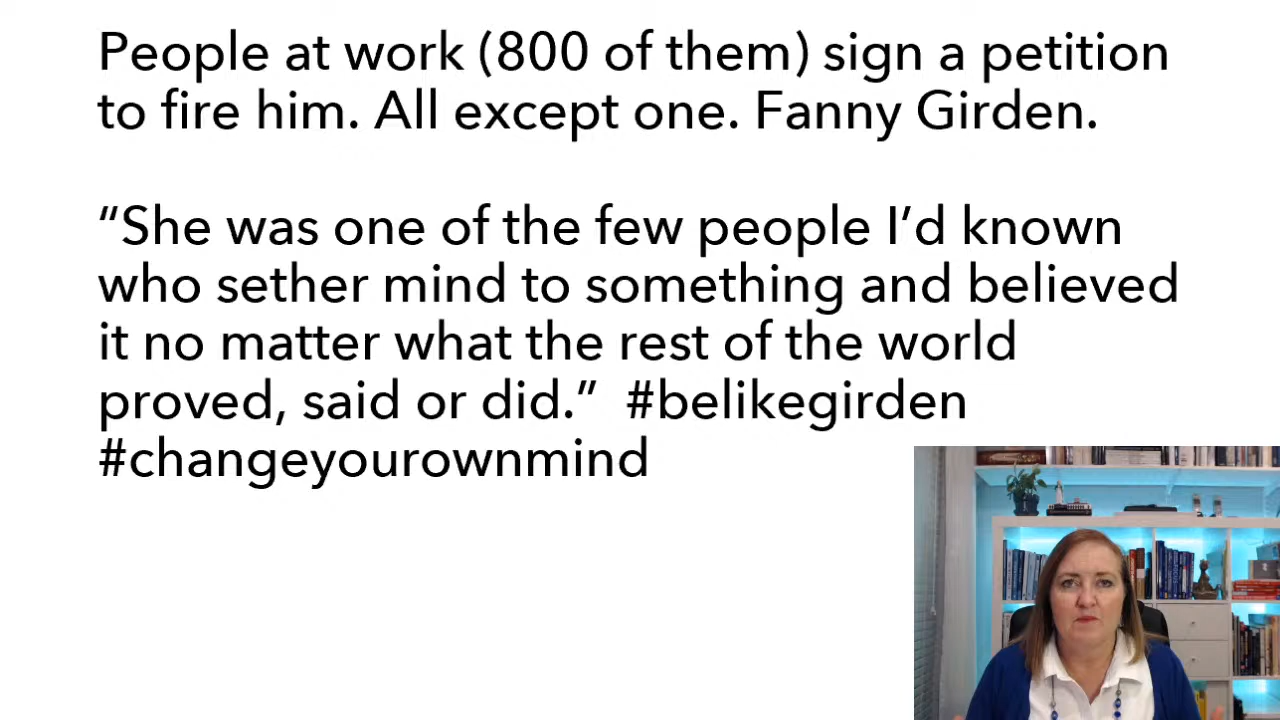 People at work (800 of them) sign a petition
to fire him. All except one. Fanny Girden.
“She was one of the few people I’d known
who sether mind to something and believed
it no matter what the rest of the world
proved, said or did.”  #belikegirden
#changeyourownmind